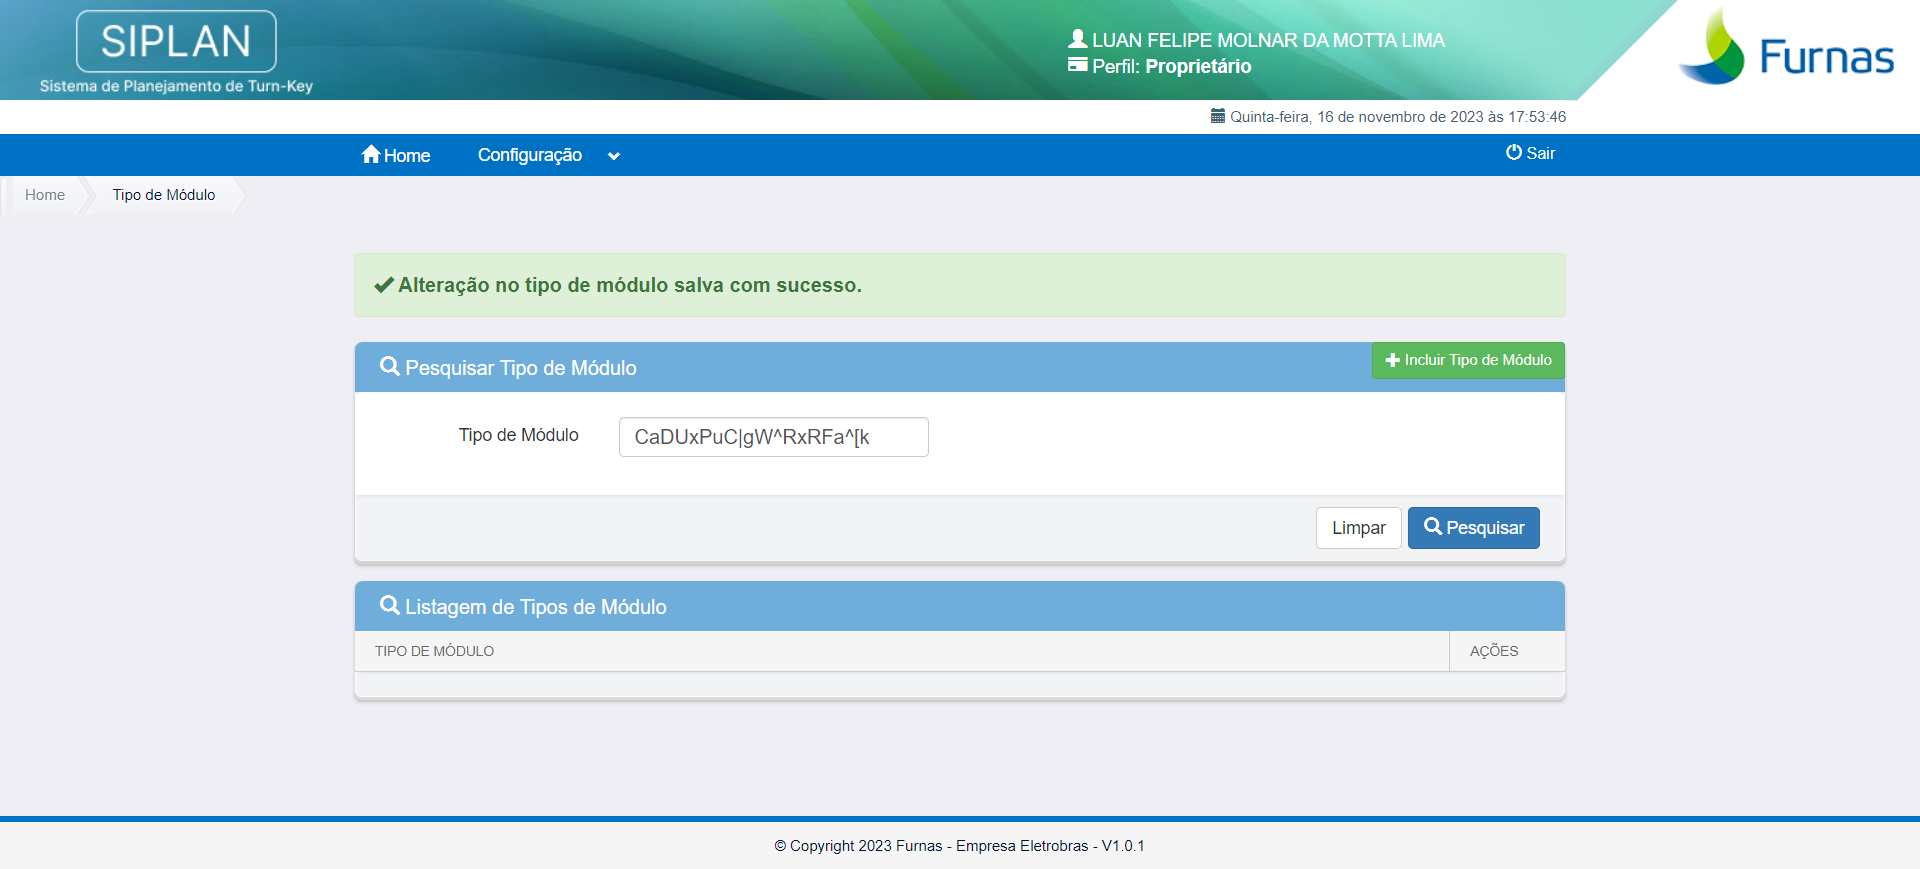 SIPLAN
Sistema de Planejamento de Turn-Key
LUAN FELIPE MOLNAR DA MOTTA LIMA
Perfil: Proprietário
Furnas
Quinta-feira, 16 de novembro de 2023 às 17:53:46
Home Configuração Sair
Home Tipo de Módulo
Alteração no tipo de módulo salva com sucesso.
Pesquisar Tipo de Módulo Incluir Tipo de Módulo
Tipo de Módulo CaDUxPuC|gW^RxRFa^[k
Limpar Pesquisar
Listagem de Tipos de Módulo
TIPO DE MÓDULO AÇÕES
© Copyright 2023 Furnas - Empresa Eletrobras - V1.0.1